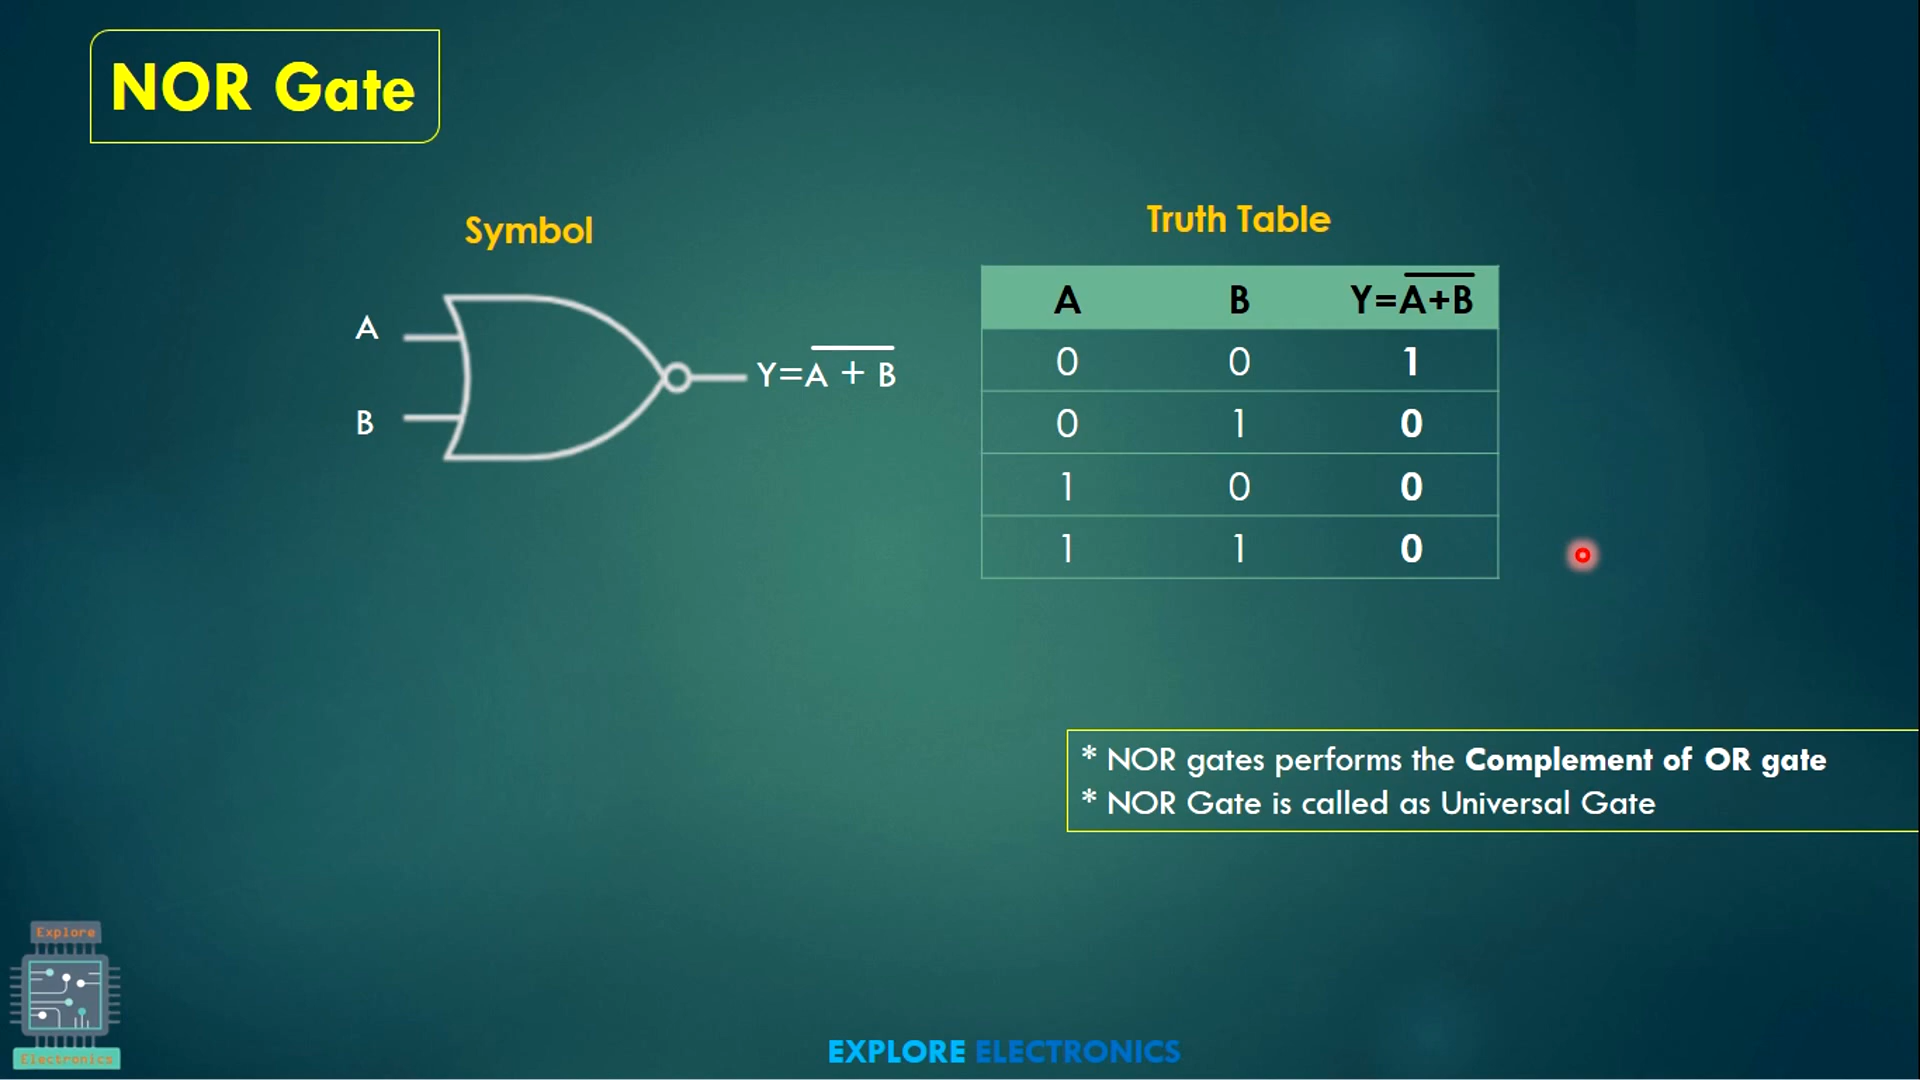 NOR Gate
Symbol
A
B
Y=A̅ ̅+̅ ̅B̅
Truth Table
A B Y=A̅+̅B̅
0 0 1
0 1 0
1 0 0
1 1 0
* NOR gates performs the Complement of OR gate
* NOR Gate is called as Universal Gate
Explore
Electronics
EXPLORE ELECTRONICS